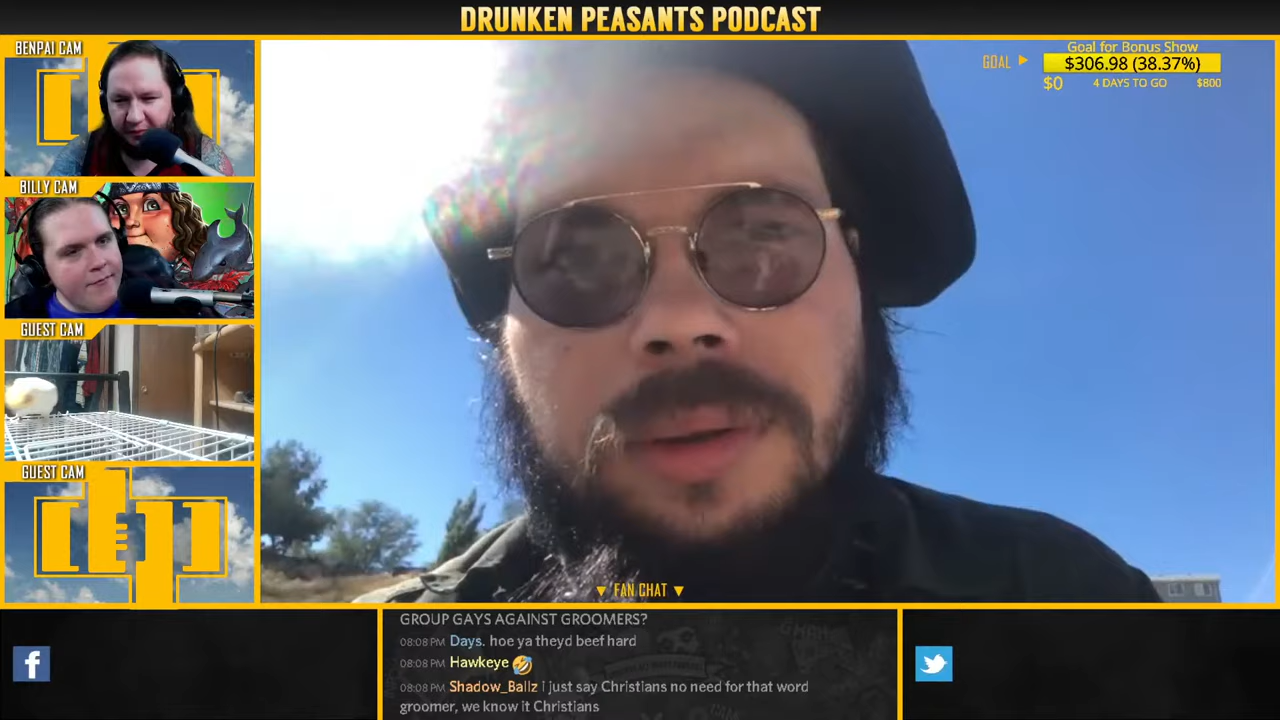 DRUNKEN PEASANTS PODCAST
BENPAI CAM
BILLY CAM
GUEST CAM
GUEST CAM
GOAL ▶
Goal for Bonus Show
$306.98 (38.37%)
$0 4 DAYS TO GO $800
▼ FAN CHAT ▼
GROUP GAYS AGAINST GROOMERS?
08:08 PM Days. hoe ya theyd beef hard
08:08 PM Hawkeye 🤣
08:08 PM Shadow_Ballz i just say Christians no need for that word
groomer, we know it Christians